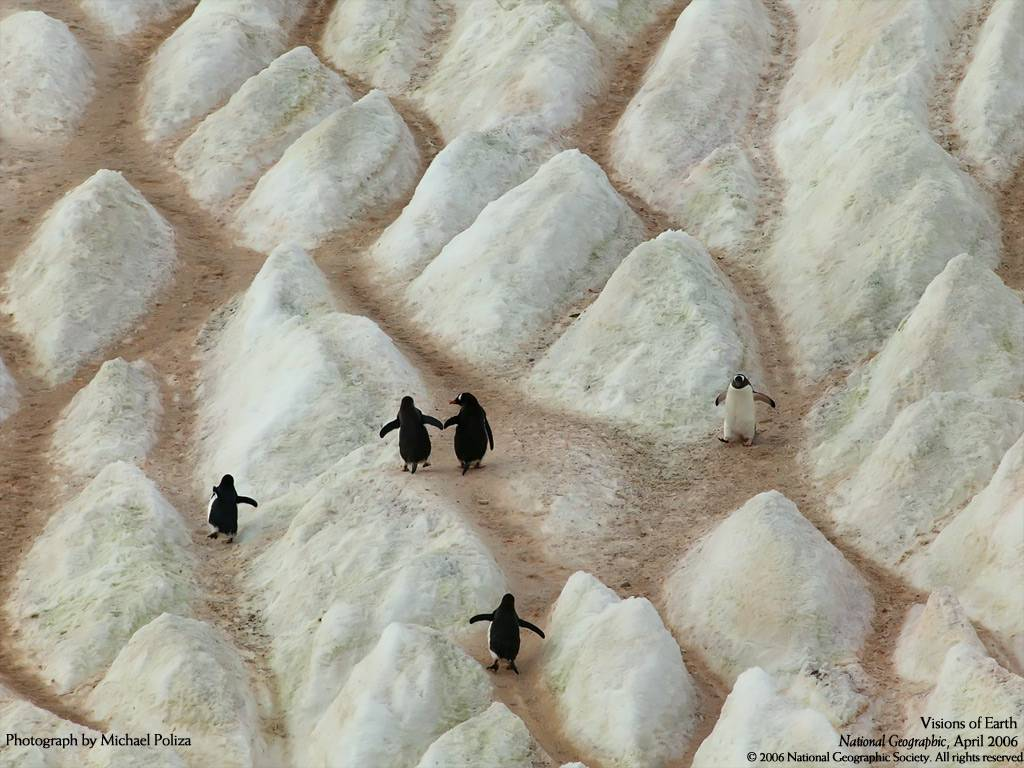 Photograph by Michael Poliza
Visions of Earth
National Geographic, April 2006
© 2006 National Geographic Society. All rights reserved